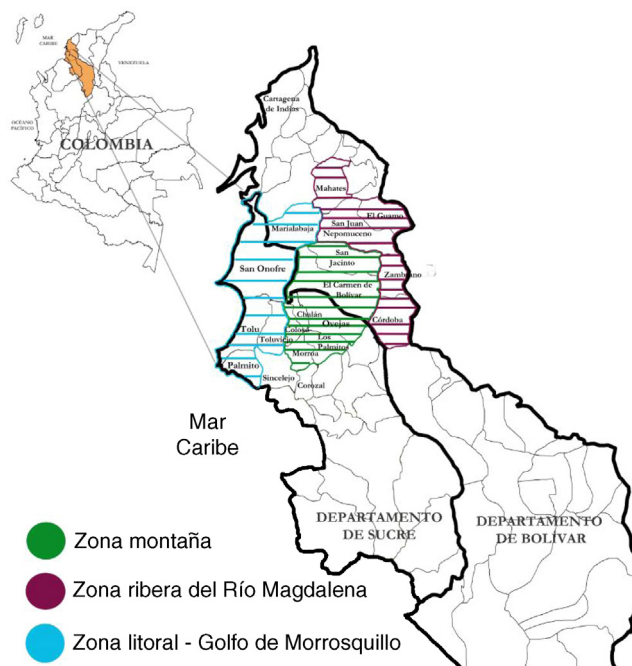 MAR
CARIBE
VENEZUELA
OCÉANO
PACÍFICO
COLOMBIA
Cartagena
de Indias
Mahates
El Guamo
San Juan
Nepomuceno
Marialabaja
San
Jacinto
San Onofre
Zambrano
El Carmen de
Bolívar
Chalán
Ovejas
Córdoba
Tolu
Coloso
Toluviejo
Los
Palmitos
Morroa
Palmito
Sincelejo
Corozal
Mar
Caribe
DEPARTAMENTO
DE SUCRE
DEPARTAMENTO
DE BOLÍVAR
Zona montaña
Zona ribera del Río Magdalena
Zona litoral - Golfo de Morrosquillo